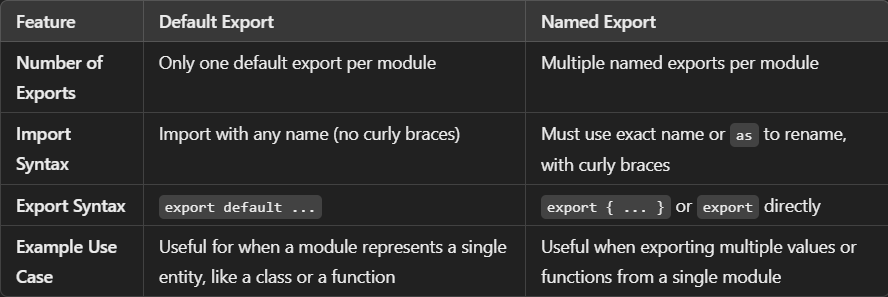 Feature Default Export Named Export
Number of Only one default export per module Multiple named exports per module
Exports
Import Import with any name (no curly braces) Must use exact name or as to rename,
Syntax with curly braces
Export Syntax export default ... export { ... } or export directly
Example Use Useful for when a module represents a single Useful when exporting multiple values or
Case entity, like a class or a function functions from a single module